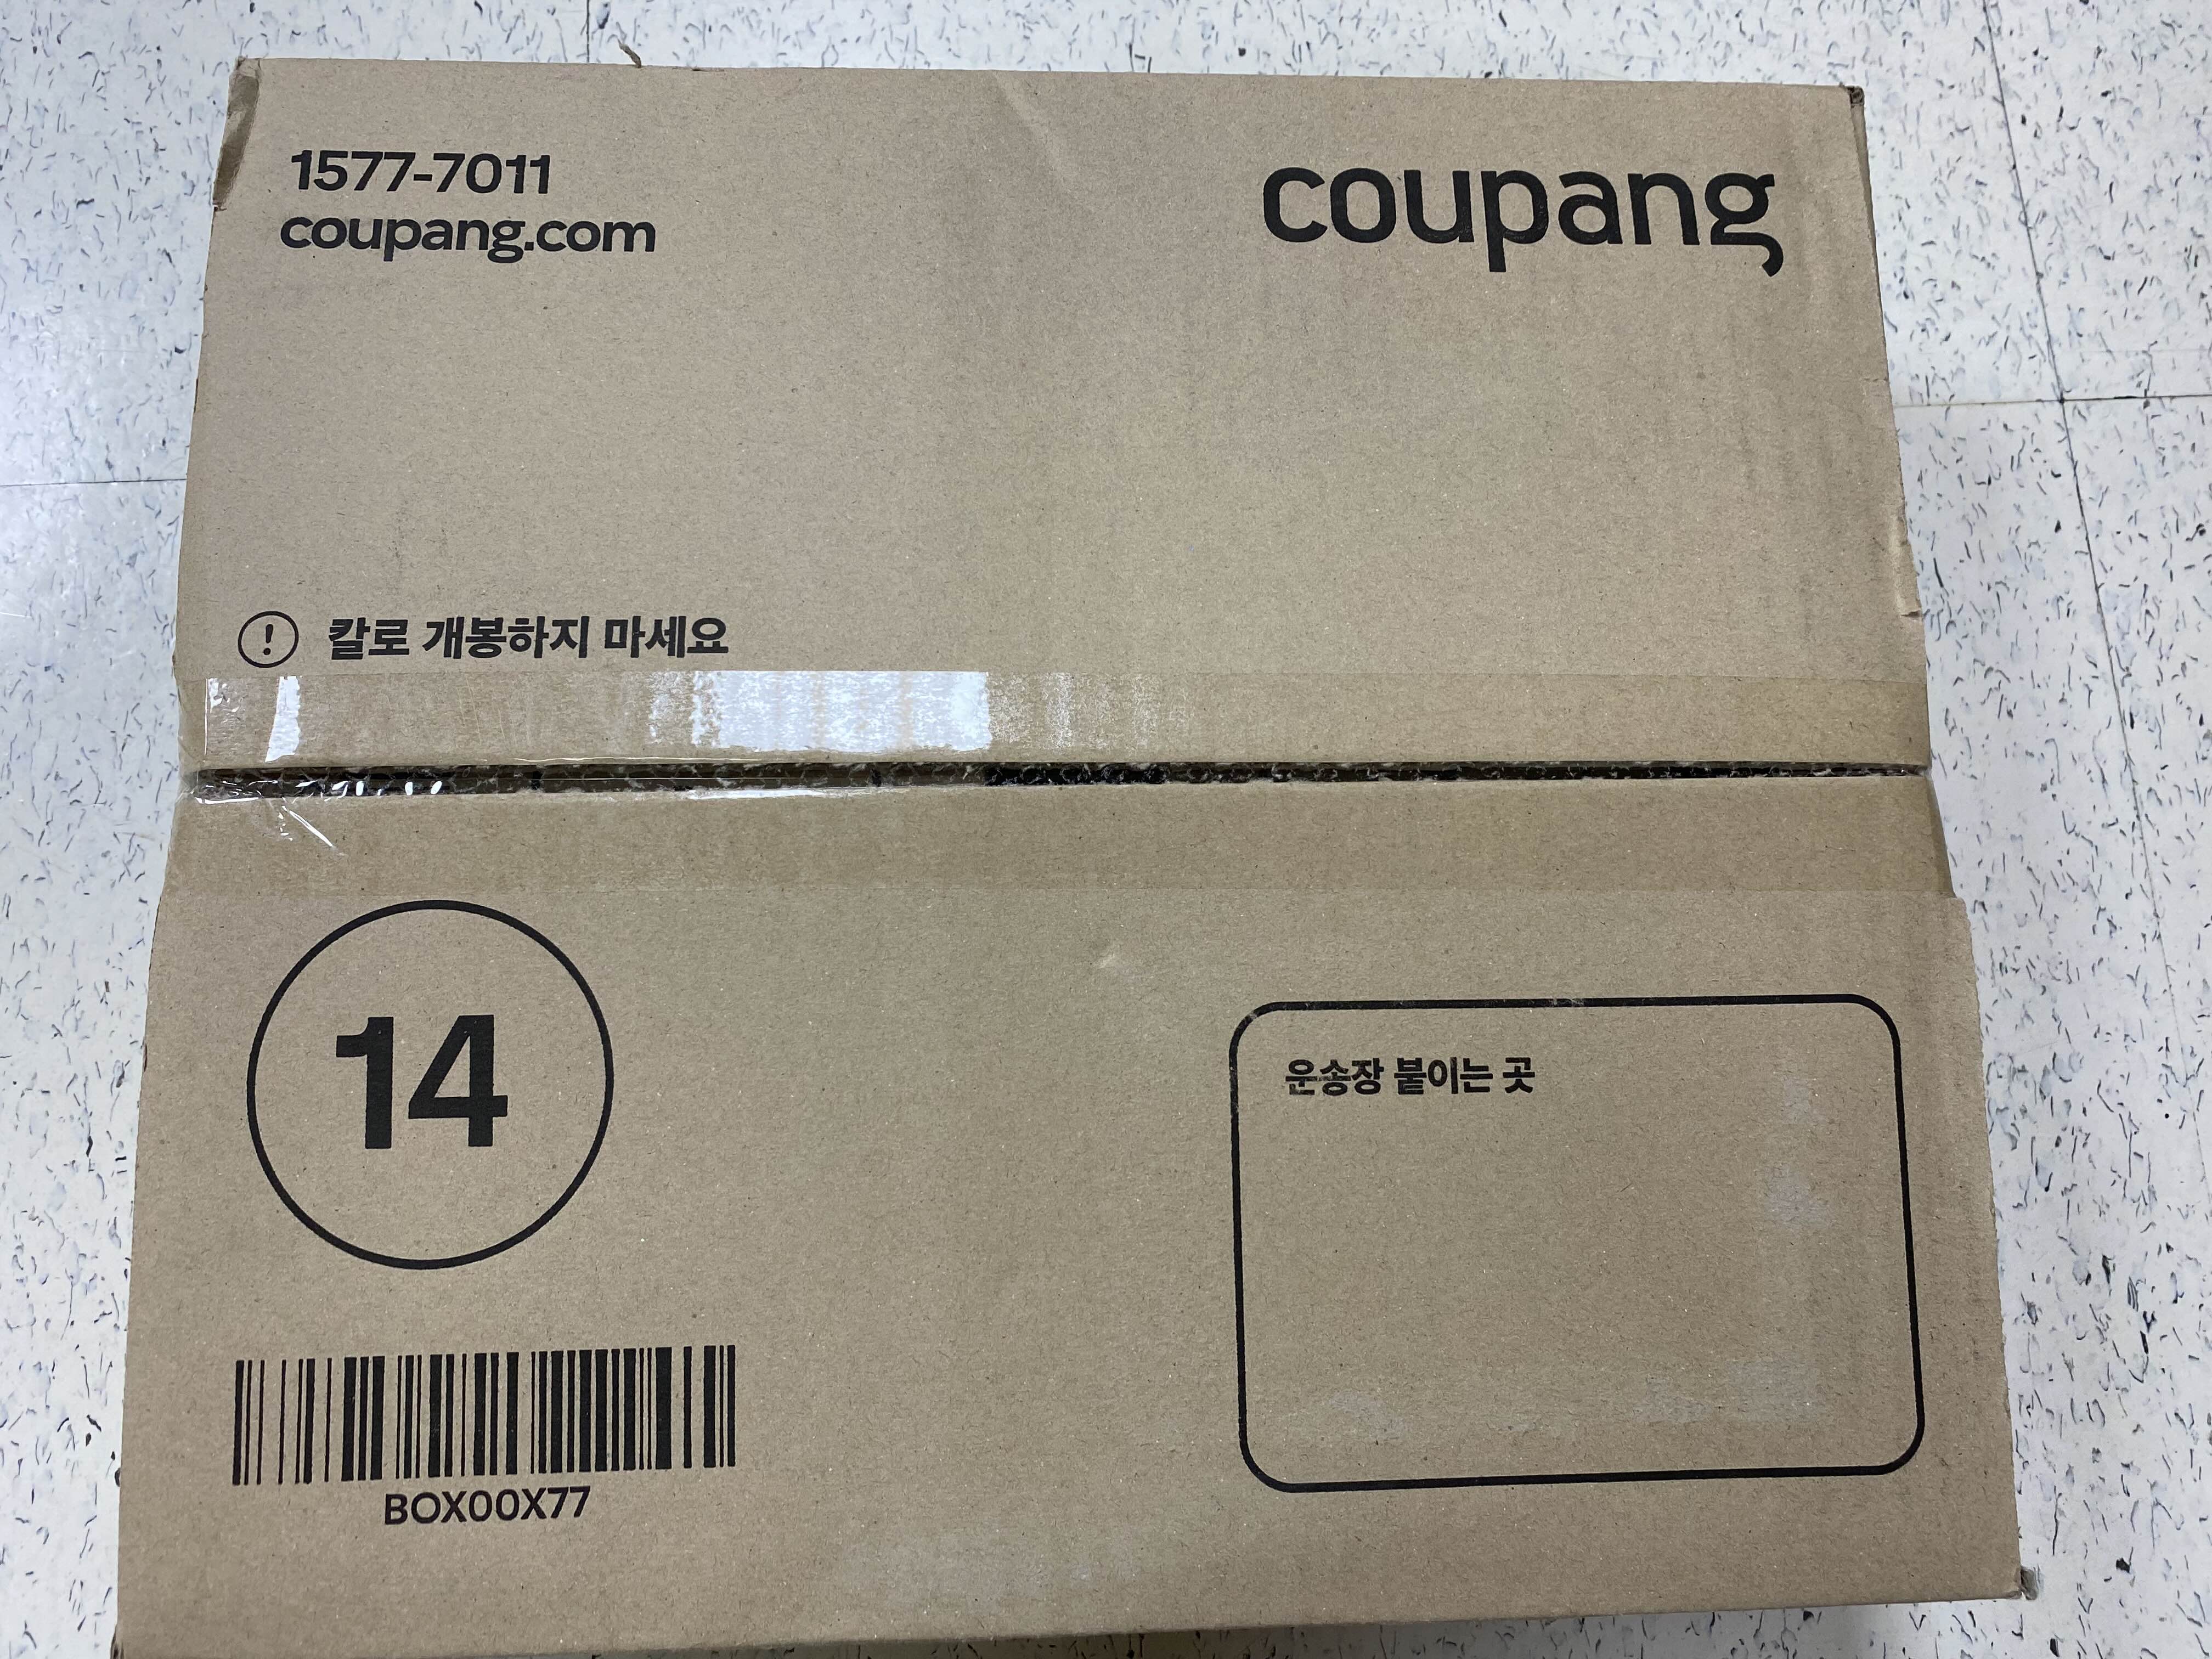 1577-7011
coupang.com
coupang
칼로 개봉하지 마세요
14
운송장 붙이는 곳
BOX00X77